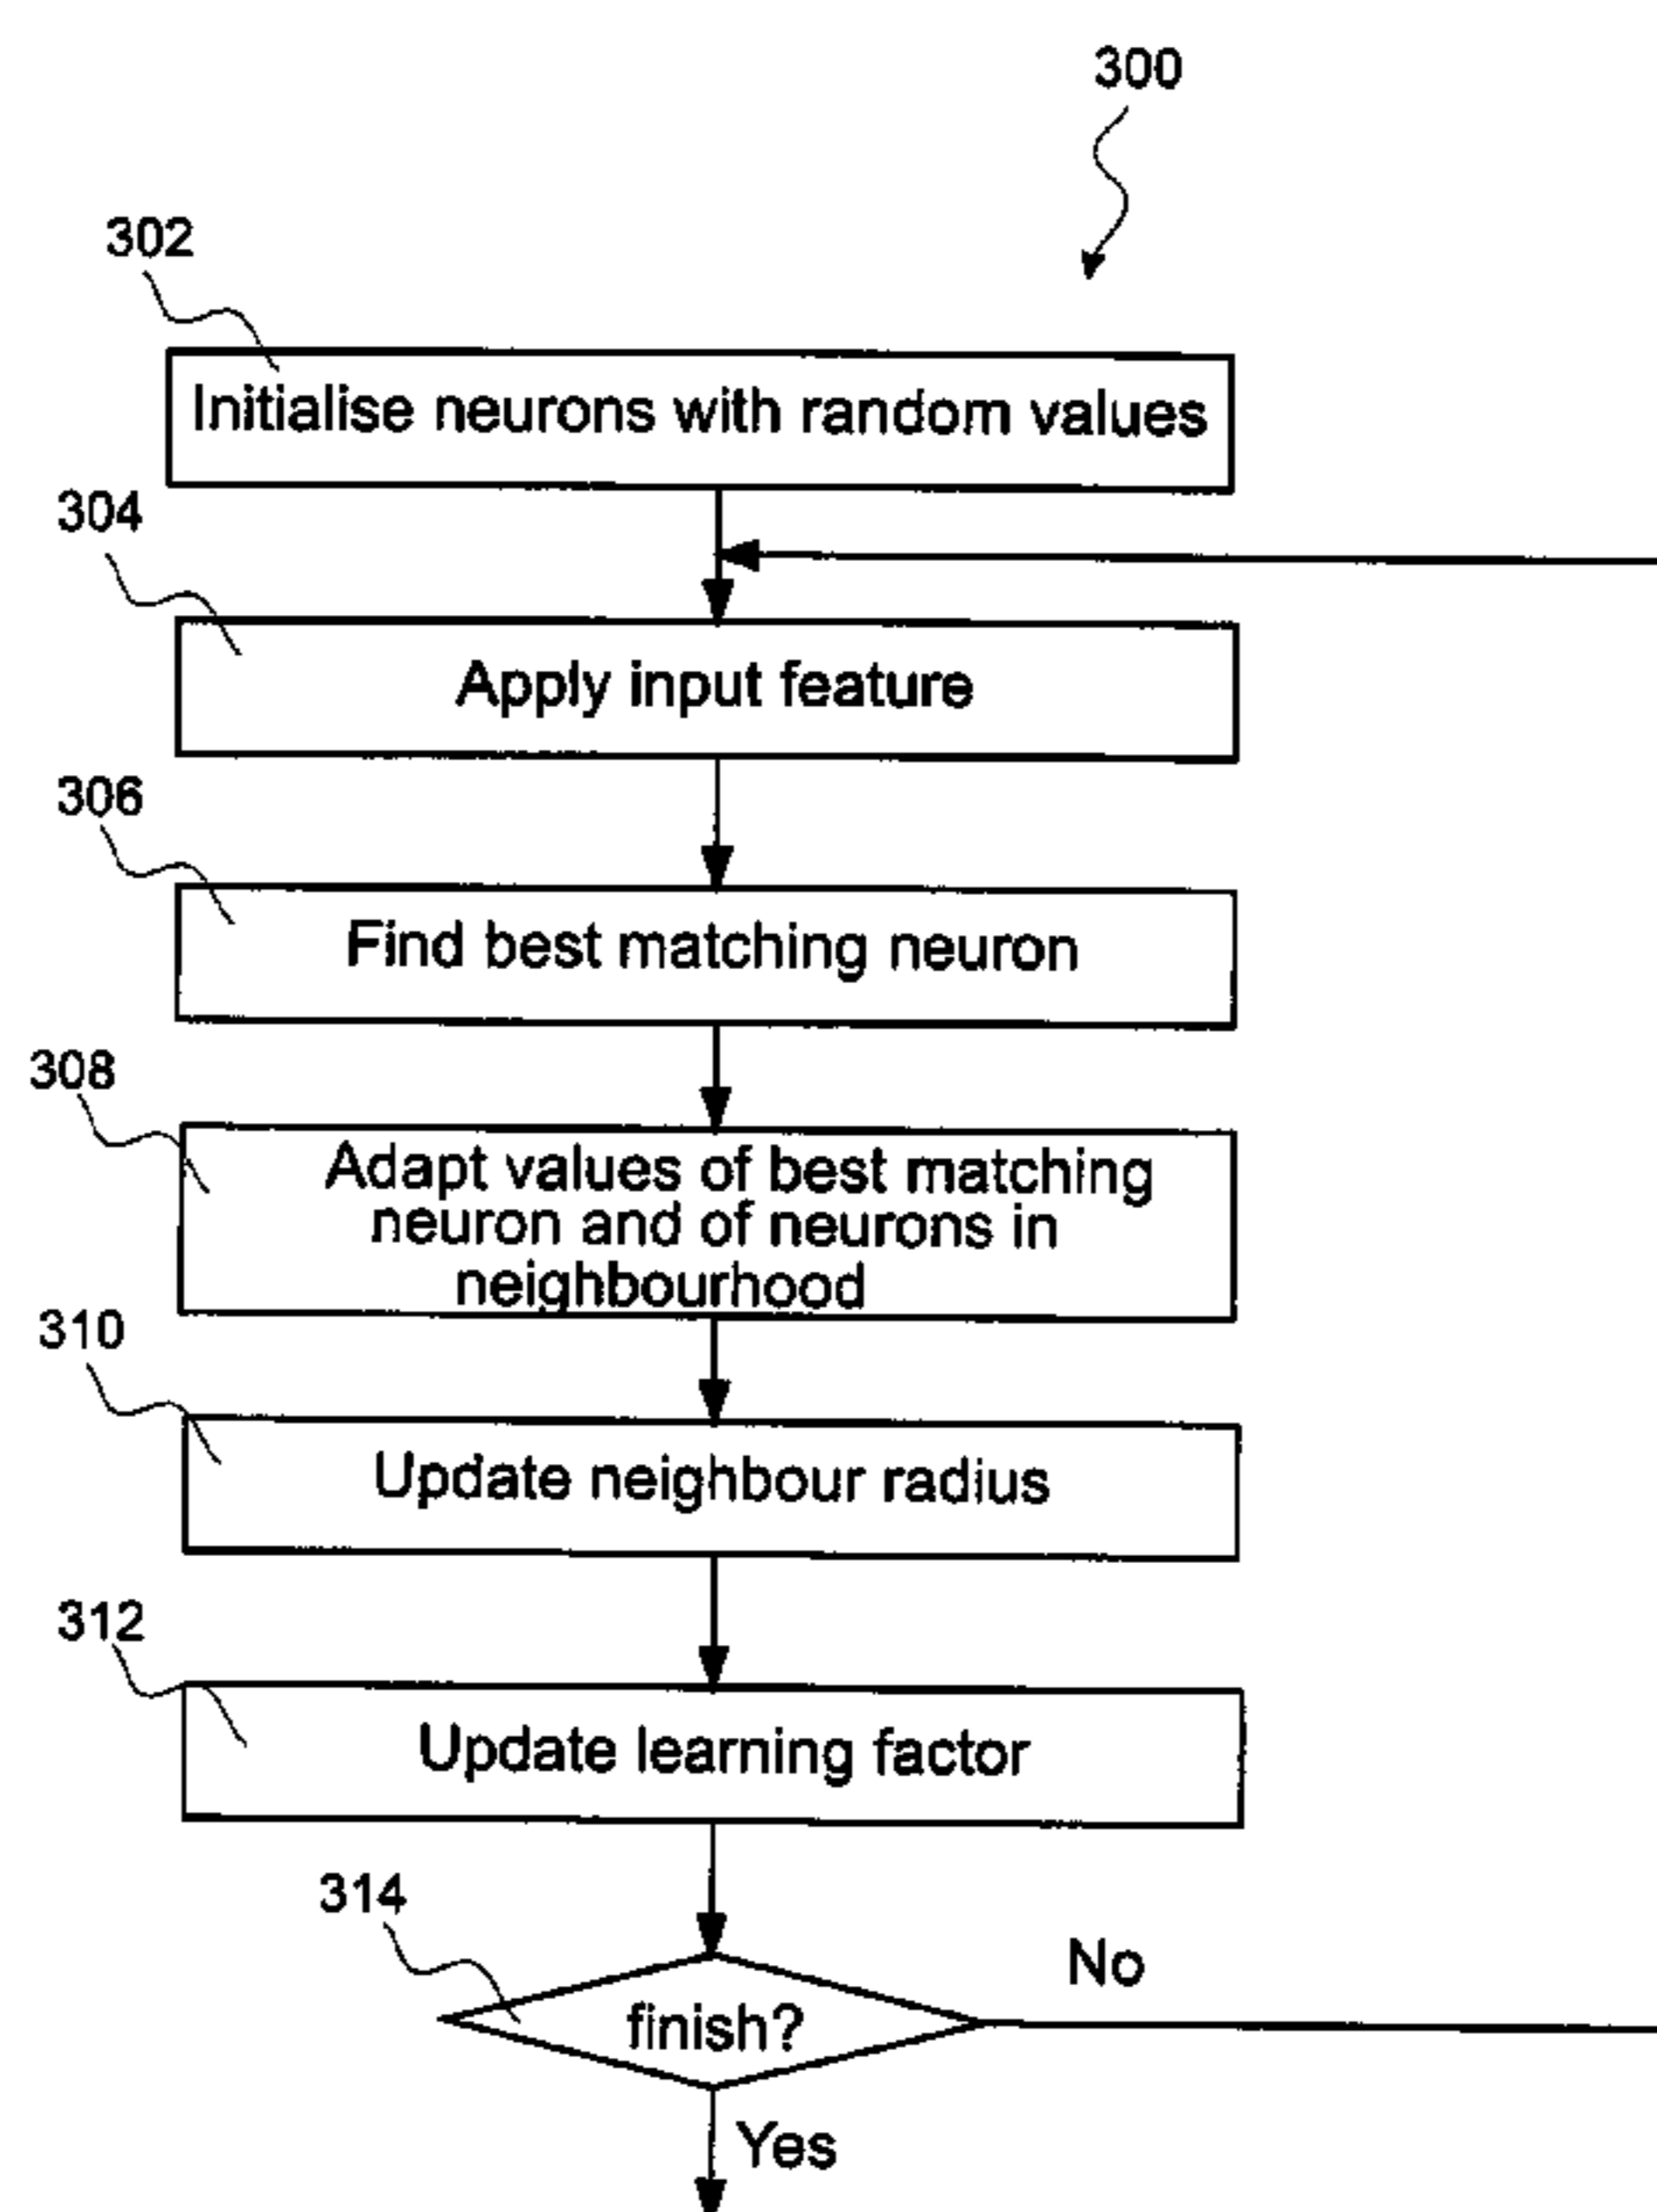 300
302
Initialise neurons with random values
304
Apply input feature
306
Find best matching neuron
308
Adapt values of best matching
neuron and of neurons in
neighbourhood
310
Update neighbour radius
312
Update learning factor
314
finish?
No
Yes